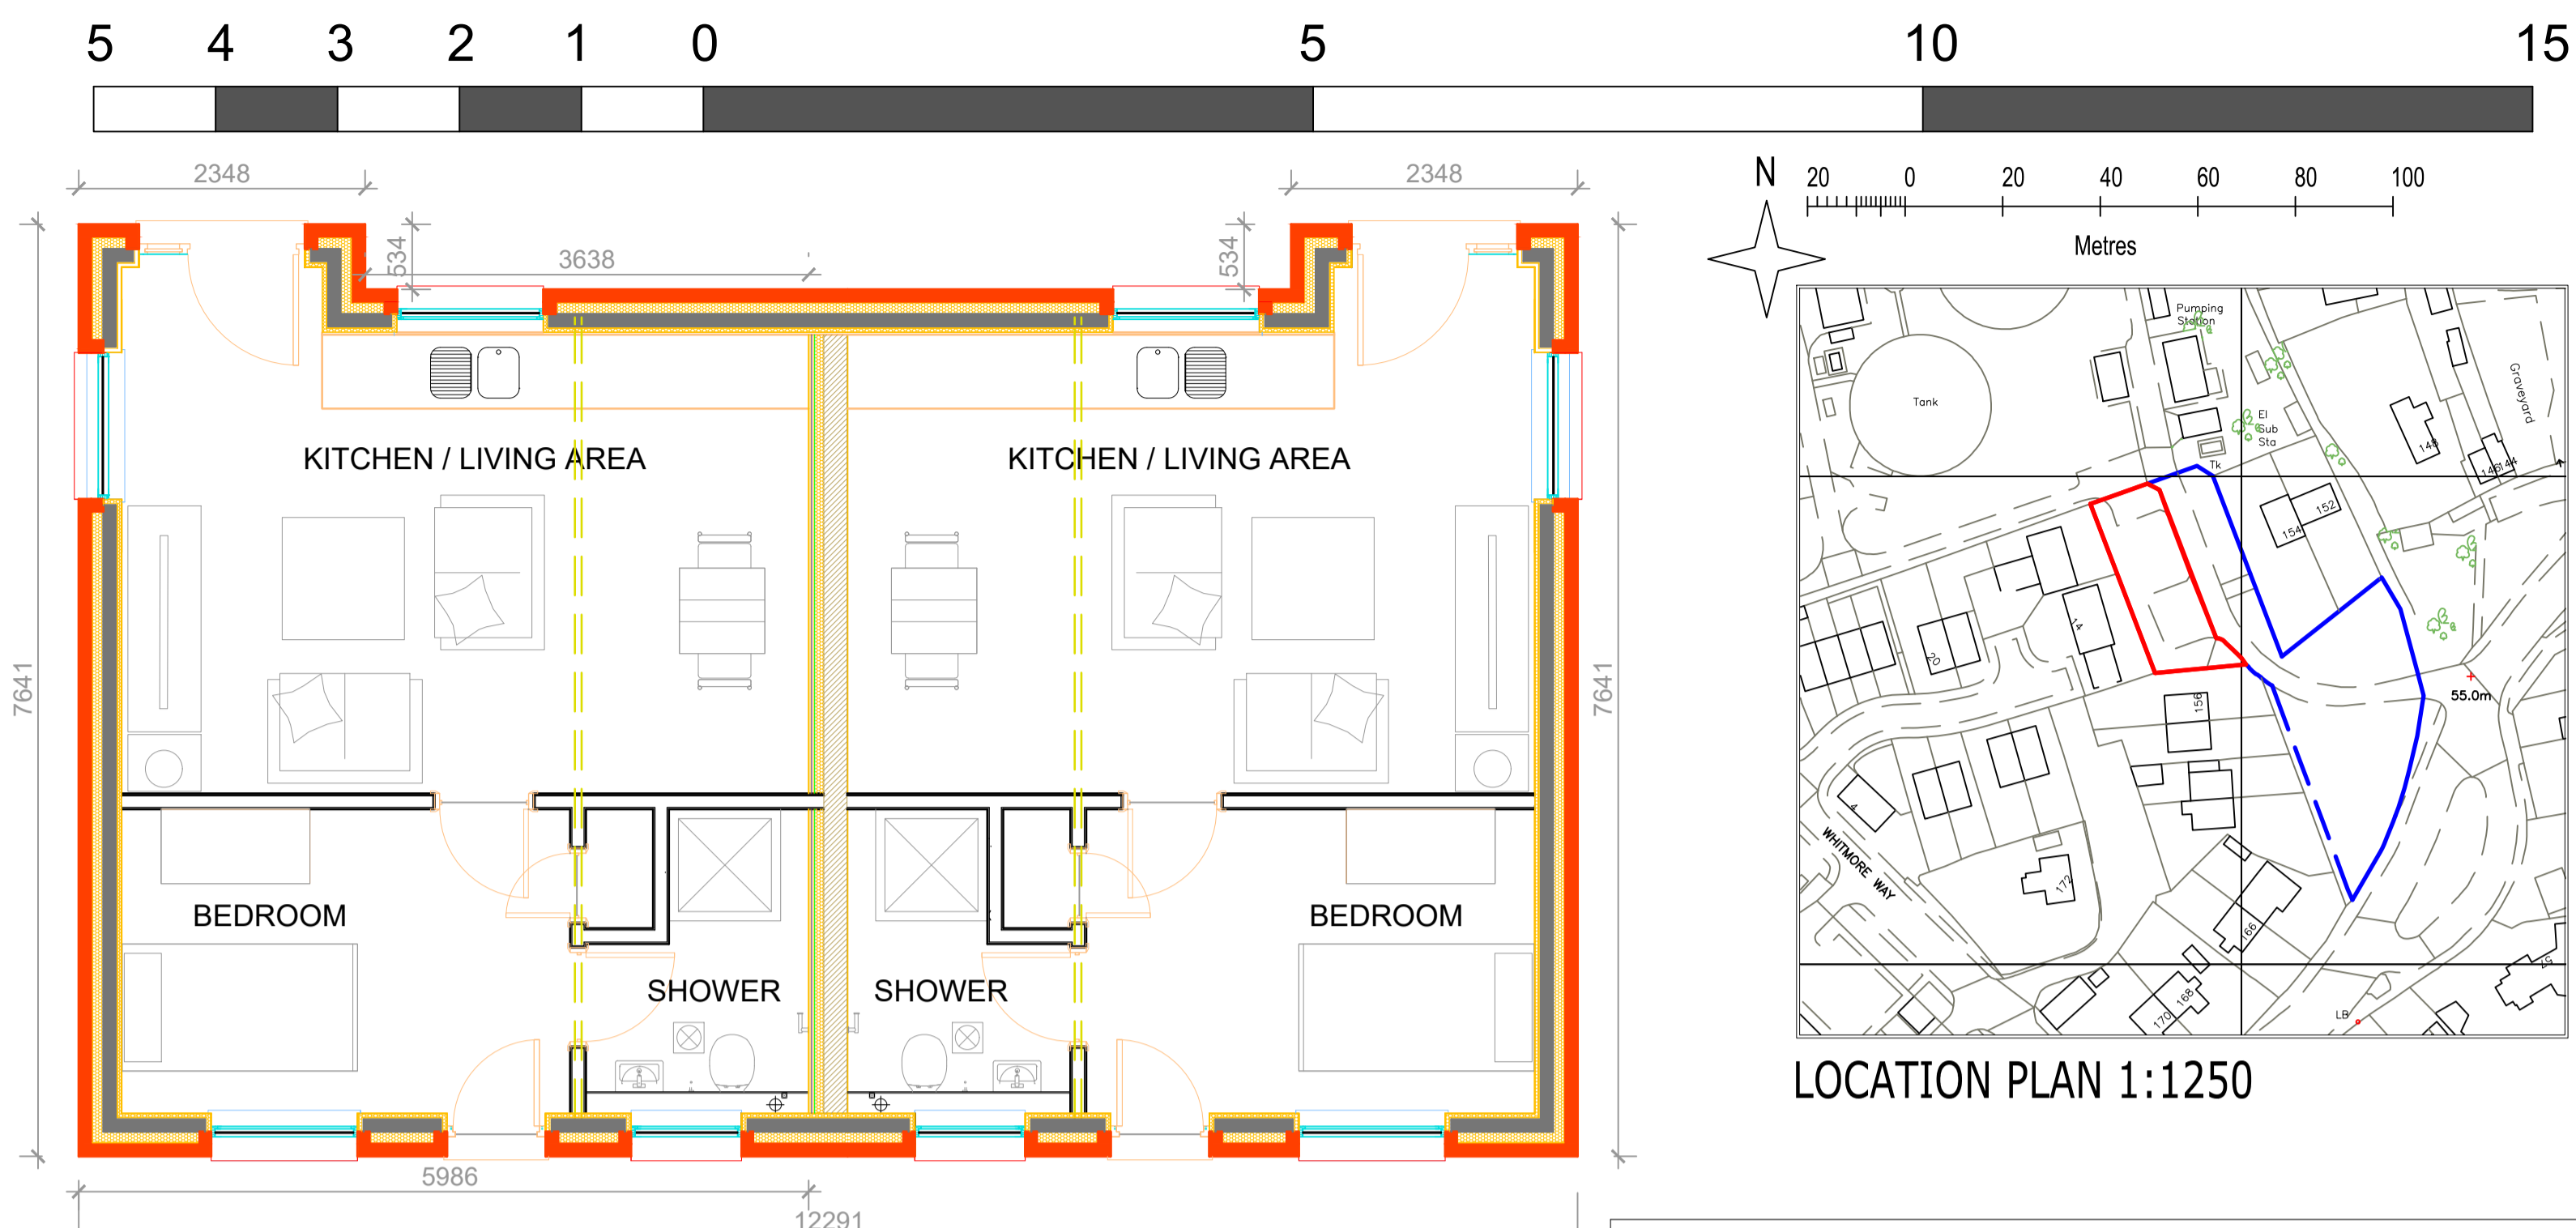 5 4 3 2 1 0 5 10 15
2348
2348
534
3638
534
7641
7641
KITCHEN / LIVING AREA
KITCHEN / LIVING AREA
BEDROOM
BEDROOM
SHOWER
SHOWER
5986
12291
N
20 0 20 40 60 80 100
Metres
Pumping
Station
Graveyard
Tank
El
Sub
Sta
Tk
148
146
144
152
154
14
20
156
55.0m
4
WHITMORE WAY
172
166
168
170
57
LB
LOCATION PLAN 1:1250